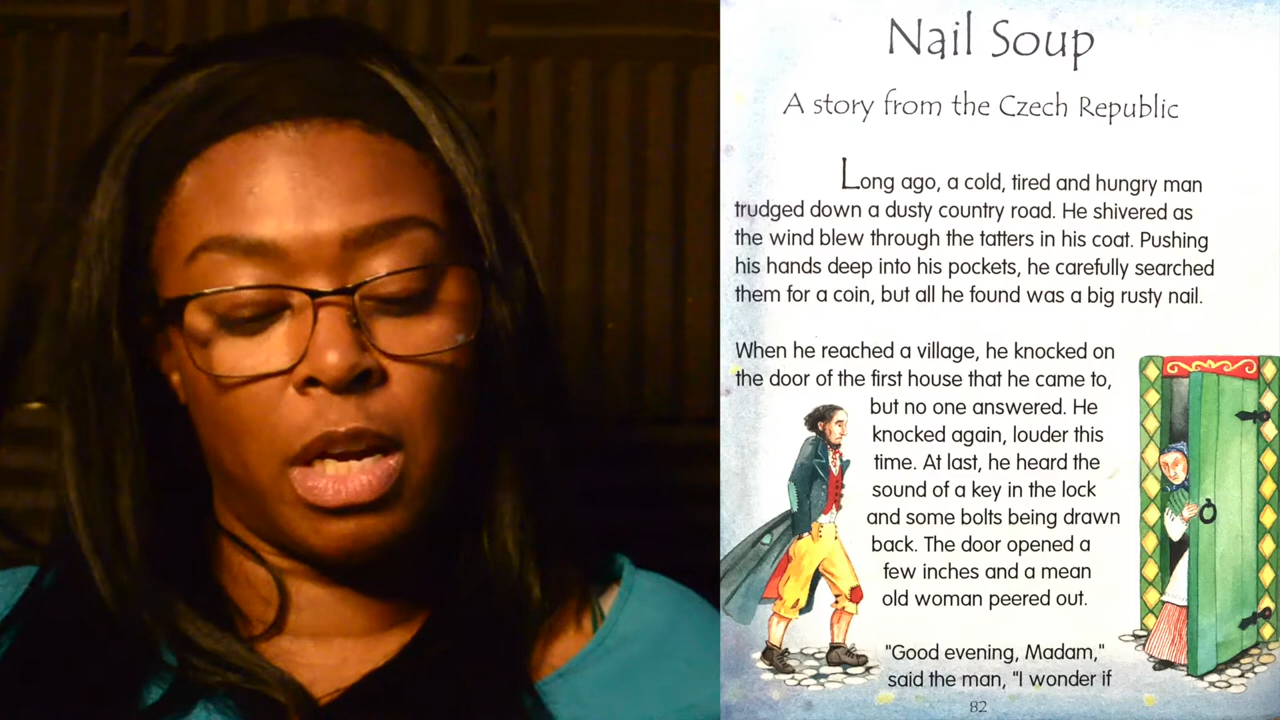 Nail Soup
A story from the Czech Republic
Long ago, a cold, tired and hungry man
trudged down a dusty country road. He shivered as
the wind blew through the tatters in his coat. Pushing
his hands deep into his pockets, he carefully searched
them for a coin, but all he found was a big rusty nail.
When he reached a village, he knocked on
the door of the first house that he came to,
but no one answered. He
knocked again, louder this
time. At last, he heard the
sound of a key in the lock
and some bolts being drawn
back. The door opened a
few inches and a mean
old woman peered out.
"Good evening, Madam,"
said the man, "I wonder if
82